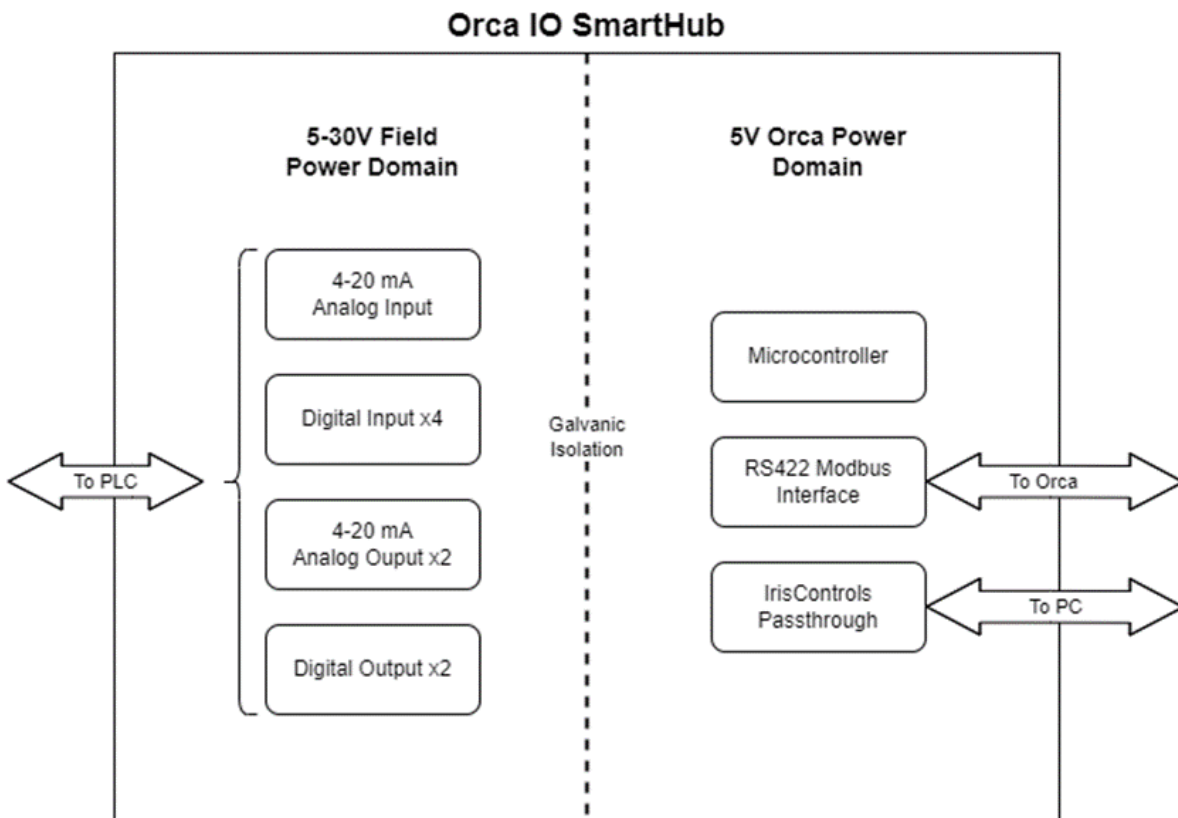 Orca IO SmartHub
5-30V Field
Power Domain
5V Orca Power
Domain
4-20 mA
Analog Input
Digital Input x4
4-20 mA
Analog Ouput x2
Digital Output x2
To PLC
Galvanic
Isolation
Microcontroller
RS422 Modbus
Interface
To Orca
IrisControls
Passthrough
To PC